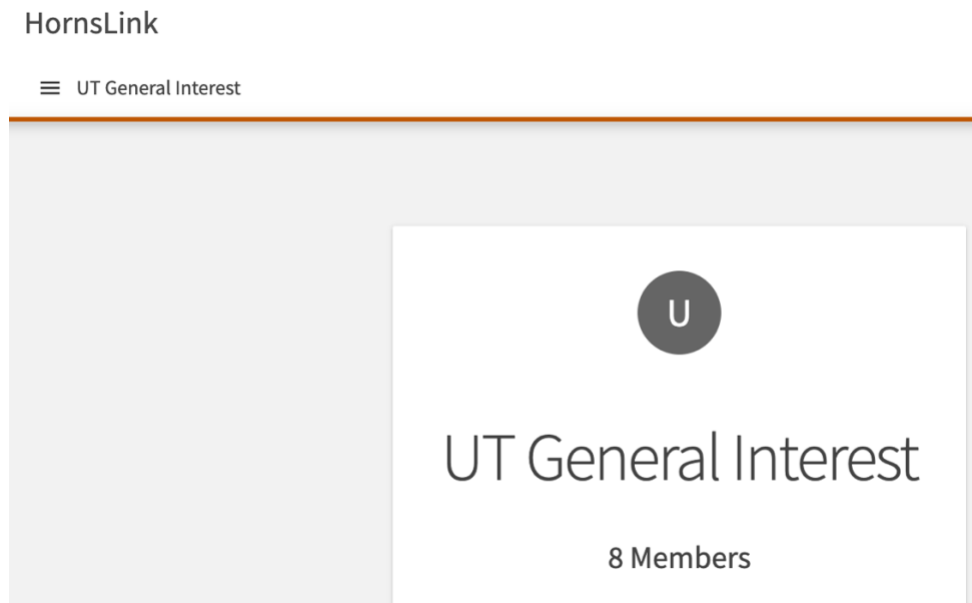 HornsLink
UT General Interest
U
UT General Interest
8 Members